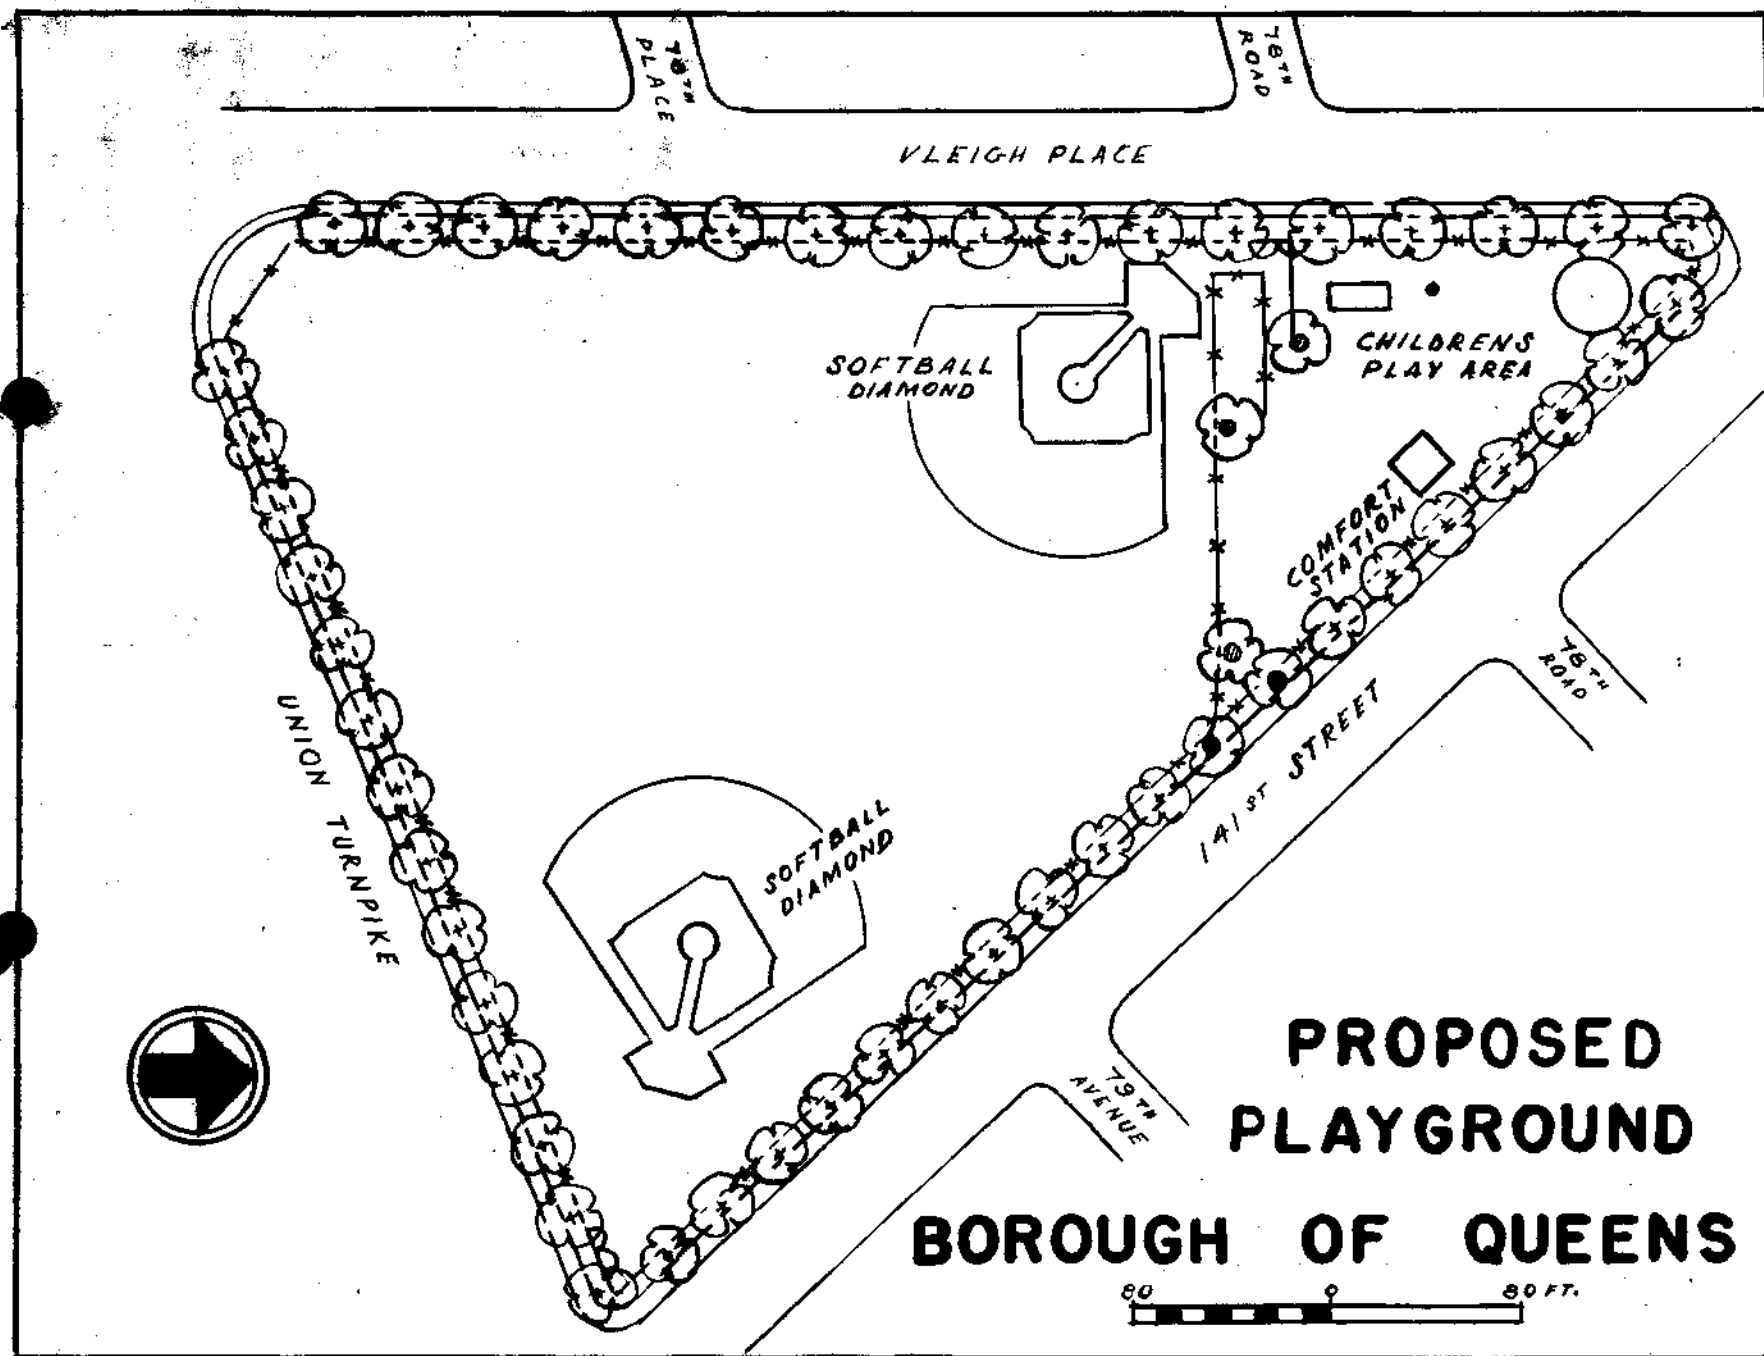 78TH
PLACE
78TH
ROAD
VLEIGH PLACE
SOFTBALL
DIAMOND
CHILDRENS
PLAY AREA
COMFORT
STATION
78TH
ROAD
UNION TURNPIKE
141ST STREET
SOFTBALL
DIAMOND
79TH
AVENUE
PROPOSED
PLAYGROUND
BOROUGH OF QUEENS
80 0 80 FT.